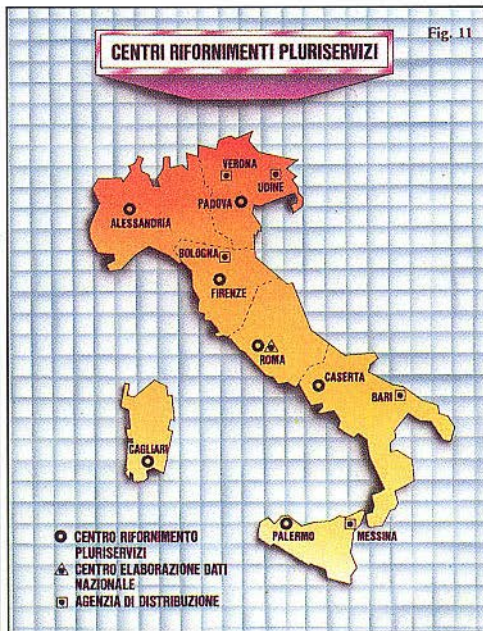 Fig. 11
CENTRI RIFORNIMENTI PLURISERVIZI
VERONA
UDINE
PADOVA
ALESSANDRIA
BOLOGNA
FIRENZE
ROMA
CASERTA
BARI
CAGLIARI
PALERMO
MESSINA
CENTRO RIFORNIMENTO
PLURISERVIZI
CENTRO ELABORAZIONE DATI
NAZIONALE
AGENZIA DI DISTRIBUZIONE